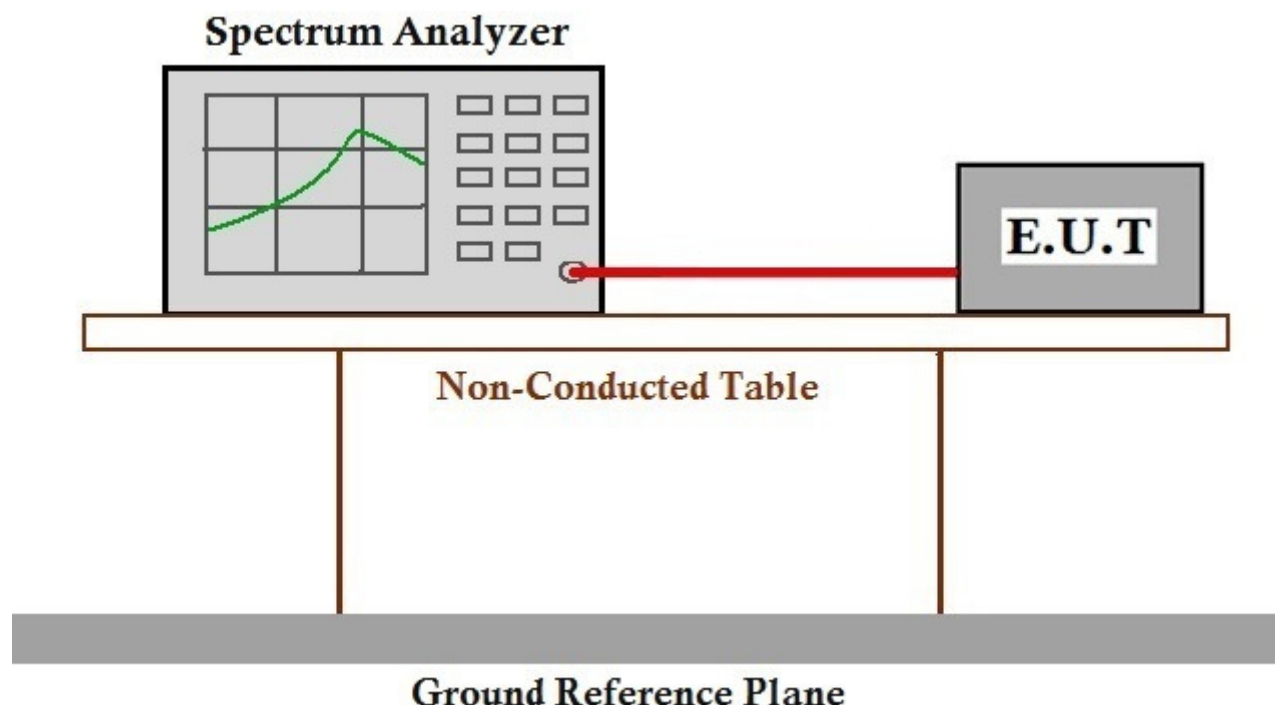 Spectrum Analyzer
E.U.T
Non-Conducted Table
Ground Reference Plane